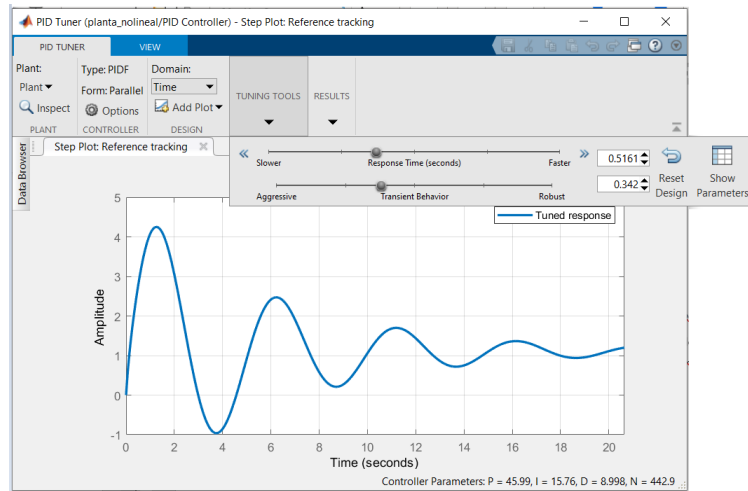 PID Tuner (planta_nolineal/PID Controller) - Step Plot: Reference tracking
PID TUNER VIEW
Plant: Type: PIDF Domain:
Plant Form: Parallel Time
Inspect Options Add Plot
TUNING TOOLS RESULTS
PLANT CONTROLLER DESIGN
Data Browser
Step Plot: Reference tracking
Slower Response Time (seconds) Faster 0.5161
Aggressive Transient Behavior Robust 0.342
Reset Design
Show Parameters
Tuned response
5
4
3
2
1
0
-1
Amplitude
0 2 4 6 8 10 12 14 16 18 20
Time (seconds)
Controller Parameters: P = 45.99, I = 15.76, D = 8.998, N = 442.9